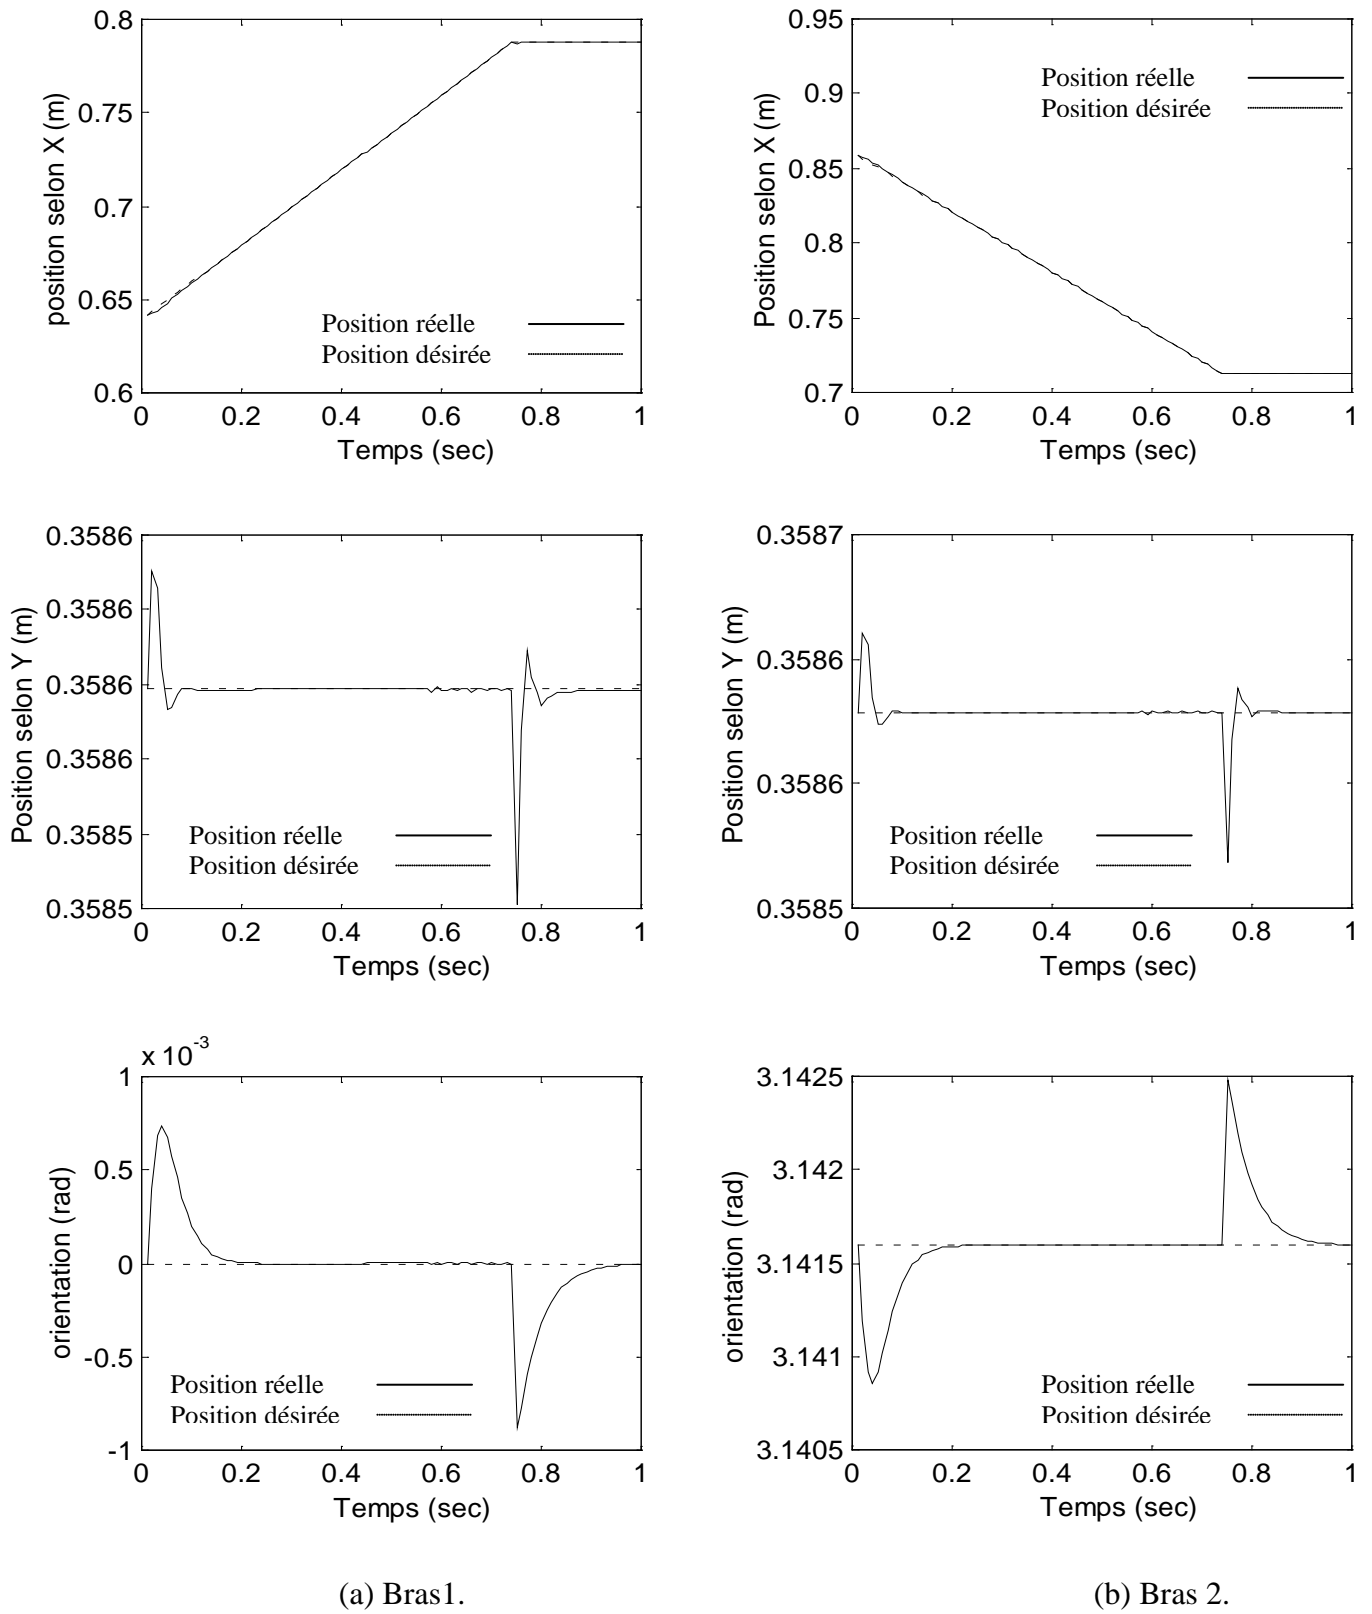 0.8
0.75
0.7
0.65
0.6
position selon X (m)
Position réelle
Position désirée
0 0.2 0.4 0.6 0.8 1
Temps (sec)
0.95
0.9
0.85
0.8
0.75
0.7
Position selon X (m)
Position réelle
Position désirée
0 0.2 0.4 0.6 0.8 1
Temps (sec)
0.3586
0.3586
0.3586
0.3586
0.3585
0.3585
Position selon Y (m)
Position réelle
Position désirée
0 0.2 0.4 0.6 0.8 1
Temps (sec)
0.3587
0.3586
0.3586
0.3585
Position selon Y (m)
Position réelle
Position désirée
0 0.2 0.4 0.6 0.8 1
Temps (sec)
x 10-3
1
0.5
0
-0.5
-1
orientation (rad)
Position réelle
Position désirée
0 0.2 0.4 0.6 0.8 1
Temps (sec)
3.1425
3.142
3.1415
3.141
3.1405
orientation (rad)
Position réelle
Position désirée
0 0.2 0.4 0.6 0.8 1
Temps (sec)
(a) Bras1.
(b) Bras 2.